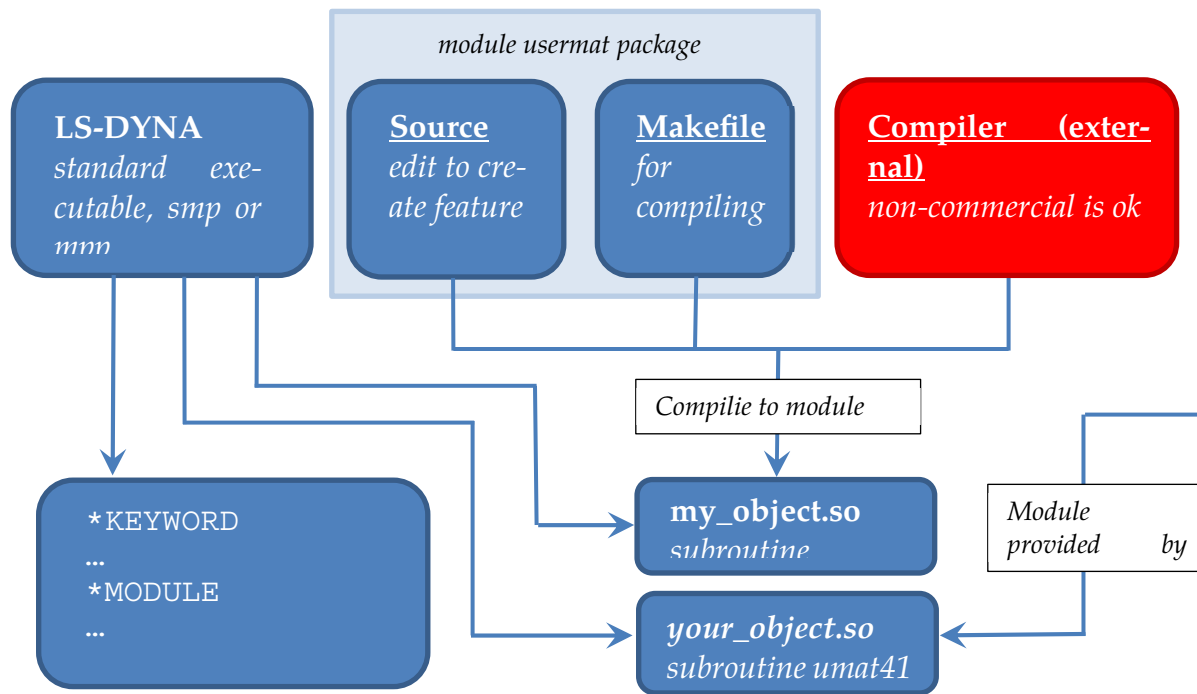 module usermat package
LS-DYNA
standard exe-
cutable, smp or
mpp
Source
edit to cre-
ate feature
Makefile
for
compiling
Compiler (exter-
nal)
non-commercial is ok
Compilie to module
*KEYWORD
…
*MODULE
…
my_object.so
subroutine
Module
provided by
your_object.so
subroutine umat41